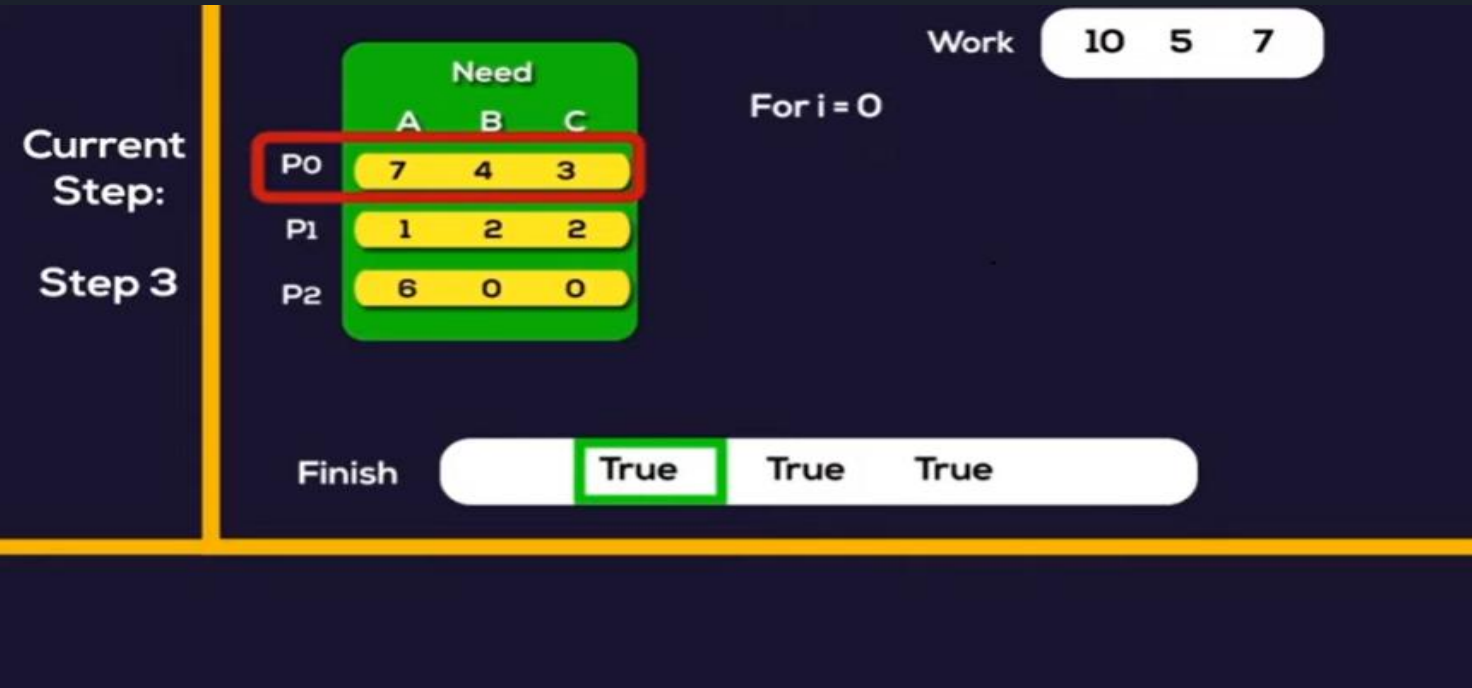 Current
Step:
Step 3
Need
A B C
P0 7 4 3
P1 1 2 2
P2 6 0 0
Work 10 5 7
For i = 0
Finish True True True